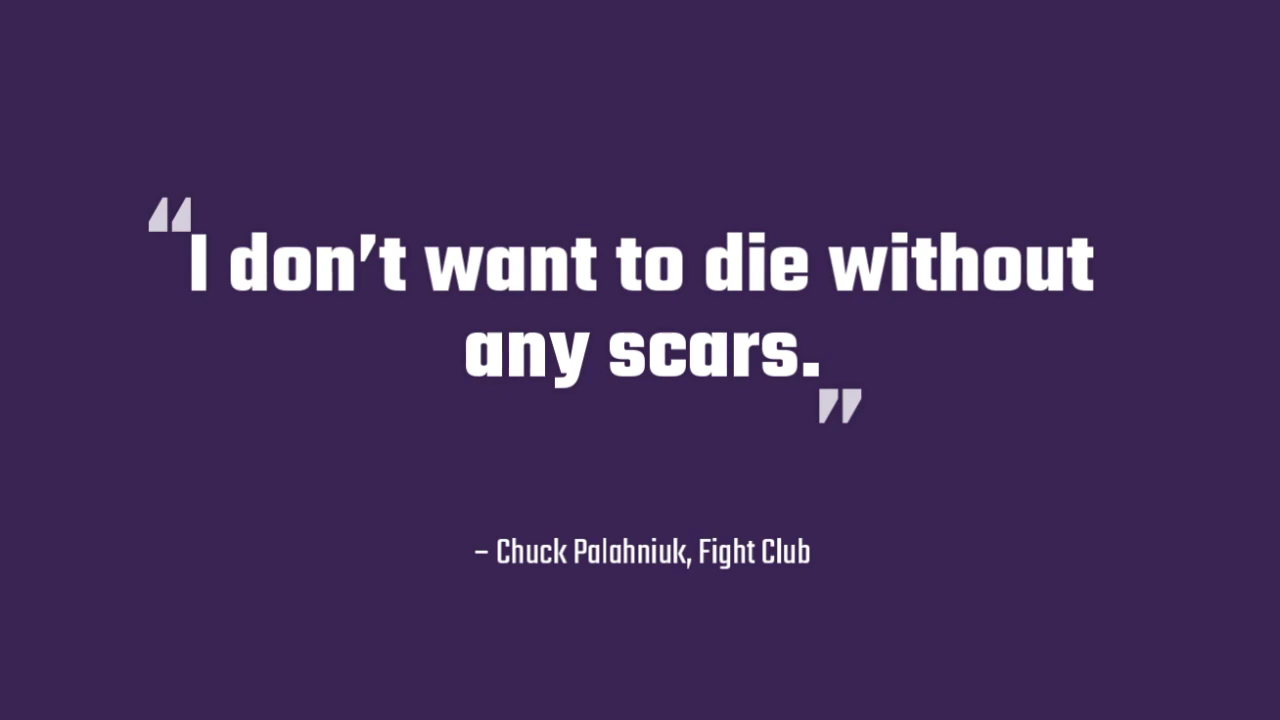 “I don’t want to die without
any scars.”
– Chuck Palahniuk, Fight Club